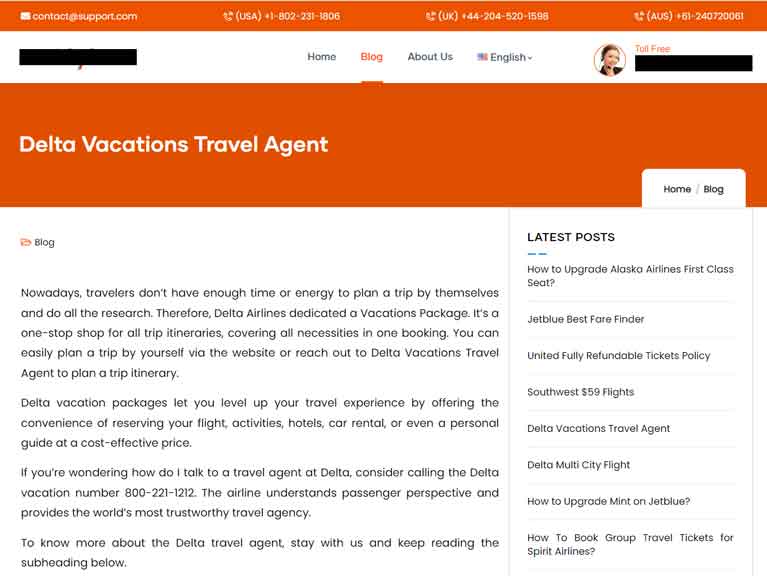 contact@support.com
(USA) +1-802-231-1806
(UK) +44-204-520-1598
(AUS) +61-240720061
Home
Blog
About Us
English
Toll Free
Delta Vacations Travel Agent
Home / Blog
Blog
Nowadays, travelers don't have enough time or energy to plan a trip by themselves
and do all the research. Therefore, Delta Airlines dedicated a Vacations Package. It's a
one-stop shop for all trip itineraries, covering all necessities in one booking. You can
easily plan a trip by yourself via the website or reach out to Delta Vacations Travel
Agent to plan a trip itinerary.
Delta vacation packages let you level up your travel experience by offering the
convenience of reserving your flight, activities, hotels, car rental, or even a personal
guide at a cost-effective price.
If you're wondering how do I talk to a travel agent at Delta, consider calling the Delta
vacation number 800-221-1212. The airline understands passenger perspective and
provides the world's most trustworthy travel agency.
To know more about the Delta travel agent, stay with us and keep reading the
subheading below.
LATEST POSTS
How to Upgrade Alaska Airlines First Class
Seat?
Jetblue Best Fare Finder
United Fully Refundable Tickets Policy
Southwest $59 Flights
Delta Vacations Travel Agent
Delta Multi City Flight
How to Upgrade Mint on Jetblue?
How To Book Group Travel Tickets for
Spirit Airlines?